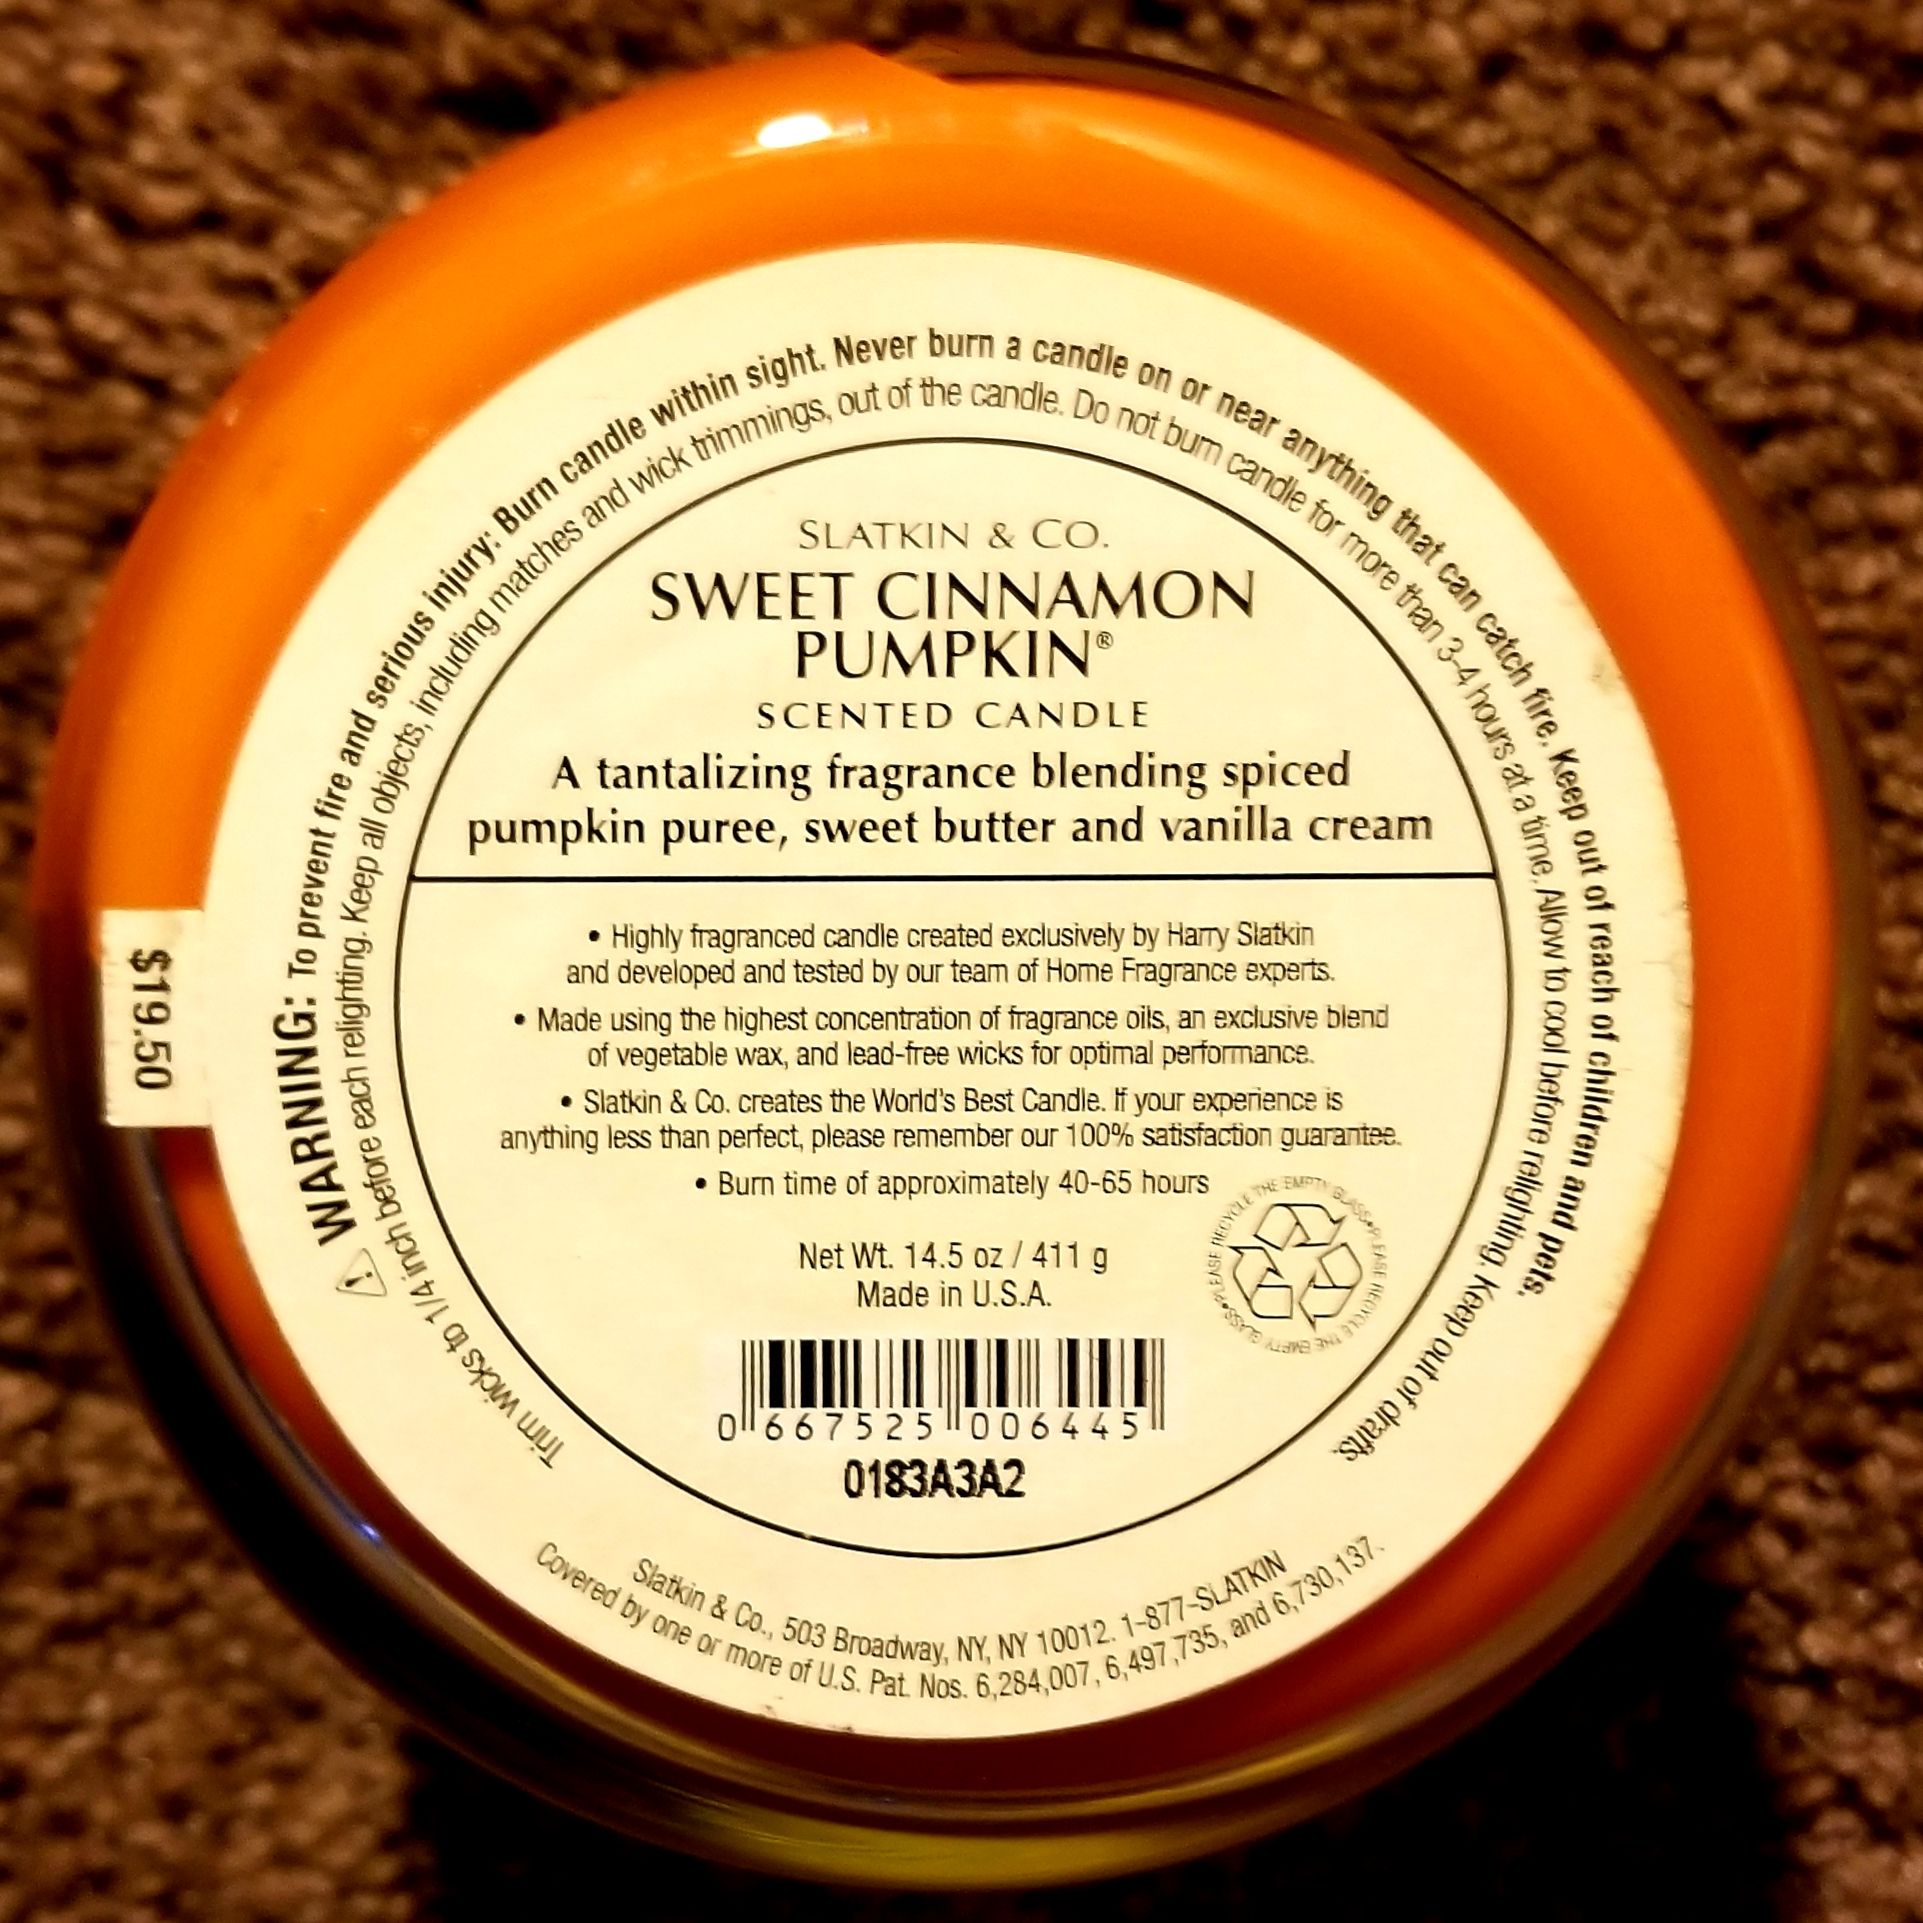 WARNING: To prevent fire and serious injury: Burn candle within sight. Never burn a candle on or near anything that can catch fire. Keep out of reach of children and pets.
Trim wicks to 1/4 inch before each relighting. Keep all objects, including matches and wick trimmings, out of the candle. Do not burn candle for more than 3-4 hours at a time. Allow to cool before relighting. Keep out of drafts.
SLATKIN & CO.
SWEET CINNAMON
PUMPKIN®
SCENTED CANDLE
A tantalizing fragrance blending spiced
pumpkin puree, sweet butter and vanilla cream
• Highly fragranced candle created exclusively by Harry Slatkin
and developed and tested by our team of Home Fragrance experts.
• Made using the highest concentration of fragrance oils, an exclusive blend
of vegetable wax, and lead-free wicks for optimal performance.
• Slatkin & Co. creates the World's Best Candle. If your experience is
anything less than perfect, please remember our 100% satisfaction guarantee.
• Burn time of approximately 40-65 hours
PLEASE RECYCLE THE EMPTY GLASS•PLEASE RECYCLE THE EMPTY GLASS•
Net Wt. 14.5 oz / 411 g
Made in U.S.A.
0 667525 006445
0183A3A2
Slatkin & Co., 503 Broadway, NY, NY 10012. 1-877-SLATKIN
Covered by one or more of U.S. Pat. Nos. 6,284,007, 6,497,735, and 6,730,137.
$19.50